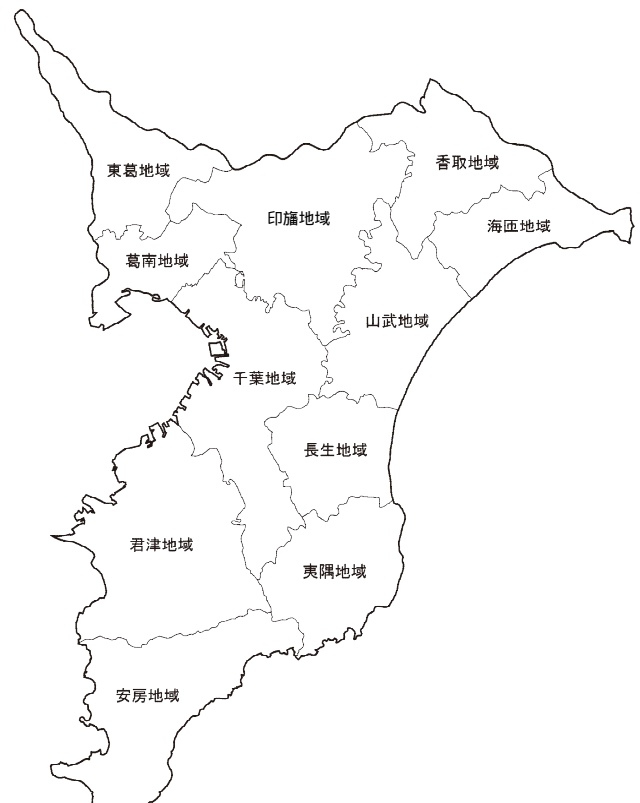 東葛地域
香取地域
印旛地域
海匝地域
葛南地域
山武地域
千葉地域
長生地域
君津地域
夷隅地域
安房地域